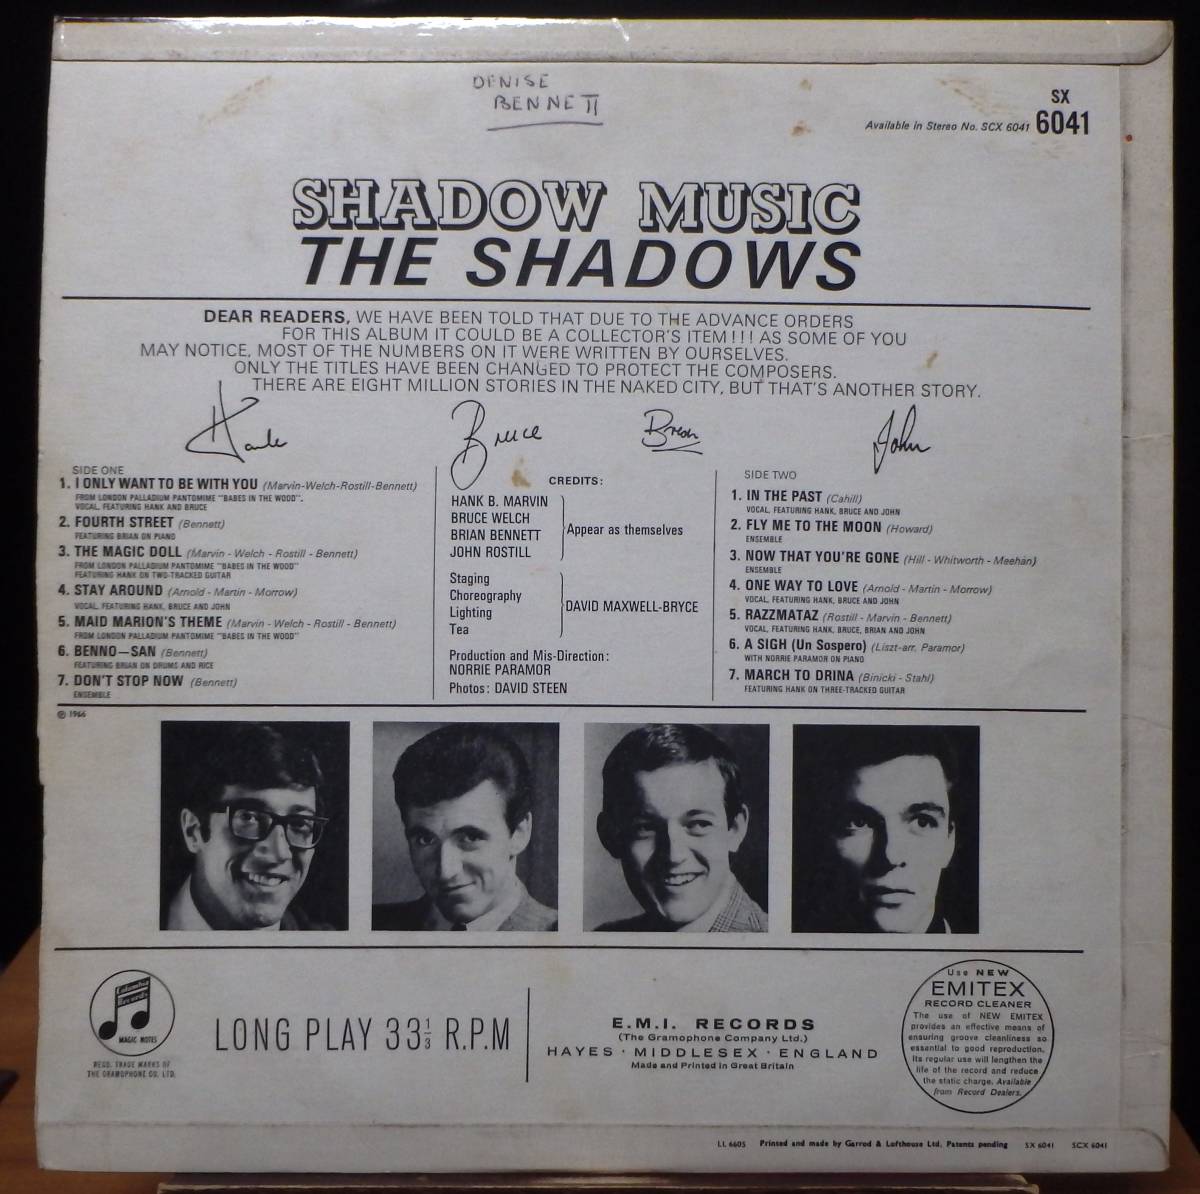 DENISE
BENNETT
SX
Available in Stereo No. SCX 6041 6041
SHADOW MUSIC
THE SHADOWS
DEAR READERS, WE HAVE BEEN TOLD THAT DUE TO THE ADVANCE ORDERS
FOR THIS ALBUM IT COULD BE A COLLECTOR'S ITEM!!! AS SOME OF YOU
MAY NOTICE, MOST OF THE NUMBERS ON IT WERE WRITTEN BY OURSELVES.
ONLY THE TITLES HAVE BEEN CHANGED TO PROTECT THE COMPOSERS.
THERE ARE EIGHT MILLION STORIES IN THE NAKED CITY, BUT THAT'S ANOTHER STORY.
Hank Bruce Brian John
SIDE ONE
1. I ONLY WANT TO BE WITH YOU (Marvin-Welch-Rostill-Bennett)
FROM LONDON PALLADIUM PANTOMIME "BABES IN THE WOOD".
VOCAL, FEATURING HANK AND BRUCE
2. FOURTH STREET (Bennett)
FEATURING BRIAN ON PIANO
3. THE MAGIC DOLL (Marvin - Welch - Rostill - Bennett)
FROM LONDON PALLADIUM PANTOMIME "BABES IN THE WOOD"
FEATURING HANK ON TWO-TRACKED GUITAR
4. STAY AROUND (Arnold - Martin - Morrow)
VOCAL, FEATURING HANK, BRUCE AND JOHN
5. MAID MARION'S THEME (Marvin - Welch - Rostill - Bennett)
FROM LONDON PALLADIUM PANTOMIME "BABES IN THE WOOD"
6. BENNO—SAN (Bennett)
FEATURING BRIAN ON DRUMS AND RICE
7. DON'T STOP NOW (Bennett)
ENSEMBLE
CREDITS:
HANK B. MARVIN
BRUCE WELCH
BRIAN BENNETT
JOHN ROSTILL
Appear as themselves
Staging
Choreography
Lighting
Tea
DAVID MAXWELL-BRYCE
Production and Mis-Direction:
NORRIE PARAMOR
Photos: DAVID STEEN
SIDE TWO
1. IN THE PAST (Cahill)
VOCAL, FEATURING HANK, BRUCE AND JOHN
2. FLY ME TO THE MOON (Howard)
ENSEMBLE
3. NOW THAT YOU'RE GONE (Hill - Whitworth - Meehan)
ENSEMBLE
4. ONE WAY TO LOVE (Arnold - Martin - Morrow)
VOCAL, FEATURING HANK, BRUCE AND JOHN
5. RAZZMATAZ (Rostill - Marvin - Bennett)
VOCAL, FEATURING HANK, BRUCE, BRIAN AND JOHN
6. A SIGH (Un Sospero) (Liszt-arr. Paramor)
WITH NORRIE PARAMOR ON PIANO
7. MARCH TO DRINA (Binicki - Stahl)
FEATURING HANK ON THREE-TRACKED GUITAR
℗ 1966
Columbia
Records
MAGIC NOTES
REGD. TRADE MARKS OF
THE GRAMOPHONE CO. LTD.
LONG PLAY 33⅓ R.P.M
E.M.I. RECORDS
(The Gramophone Company Ltd.)
HAYES · MIDDLESEX · ENGLAND
Made and Printed in Great Britain
Use NEW
EMITEX
RECORD CLEANER
The use of NEW EMITEX
provides an effective means of
ensuring groove cleanliness so
essential to good reproduction.
Its regular use will lengthen the
life of the record and reduce
the static charge. Available
from Record Dealers.
LL 6605 Printed and made by Garrod & Lofthouse Ltd. Patents pending SX 6041 SCX 6041